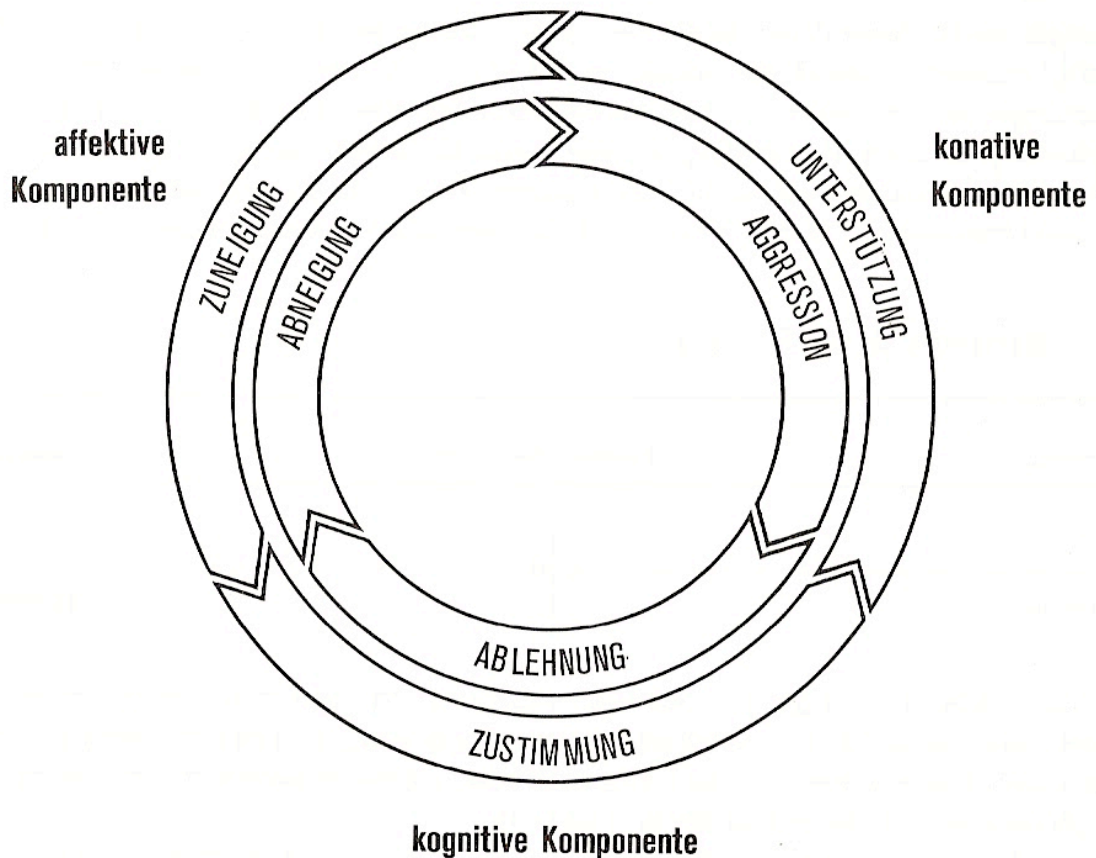 affektive
Komponente
konative
Komponente
ZUNEIGUNG
ABNEIGUNG
AGGRESSION
UNTERSTÜTZUNG
ABLEHNUNG
ZUSTIMMUNG
kognitive Komponente